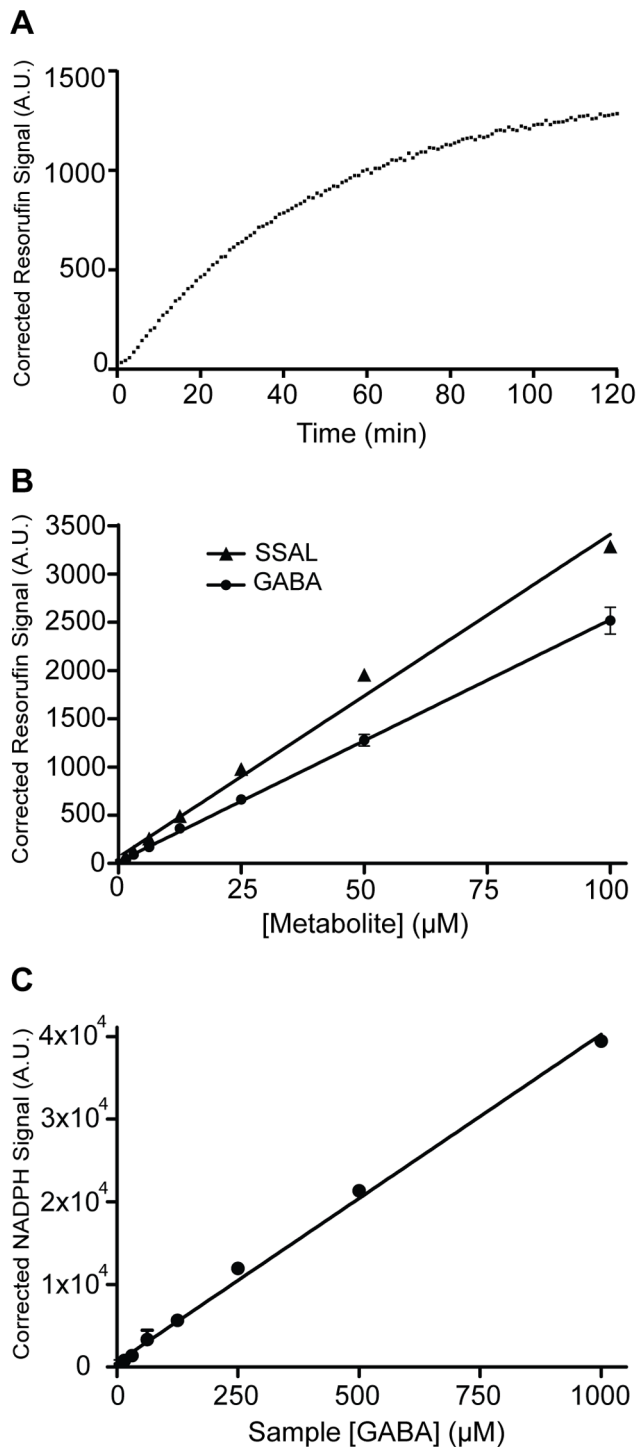 A
Corrected Resorufin Signal (A.U.)
1500
1000
500
0
0 20 40 60 80 100 120
Time (min)
B
Corrected Resorufin Signal (A.U.)
3500
3000
2500
2000
1500
1000
500
0
SSAL
GABA
0 25 50 75 100
[Metabolite] (µM)
C
Corrected NADPH Signal (A.U.)
4x10⁴
3x10⁴
2x10⁴
1x10⁴
0
0 250 500 750 1000
Sample [GABA] (µM)